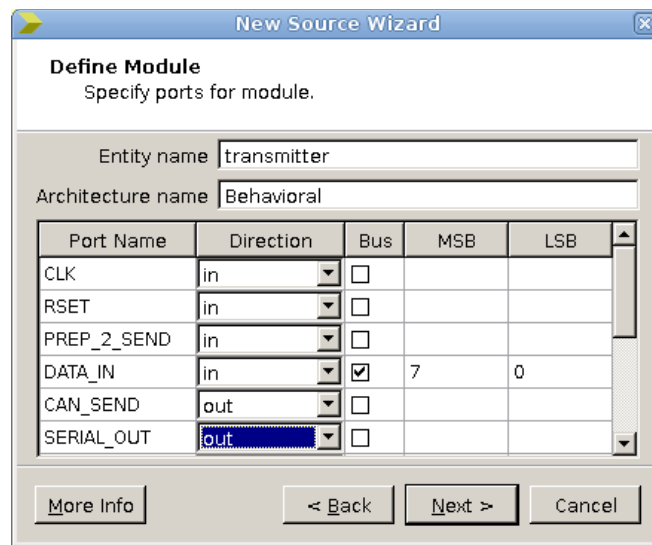 New Source Wizard
Define Module
Specify ports for module.
Entity name transmitter
Architecture name Behavioral
Port Name Direction Bus MSB LSB
CLK in
RSET in
PREP_2_SEND in
DATA_IN in 7 0
CAN_SEND out
SERIAL_OUT out
More Info < Back Next > Cancel